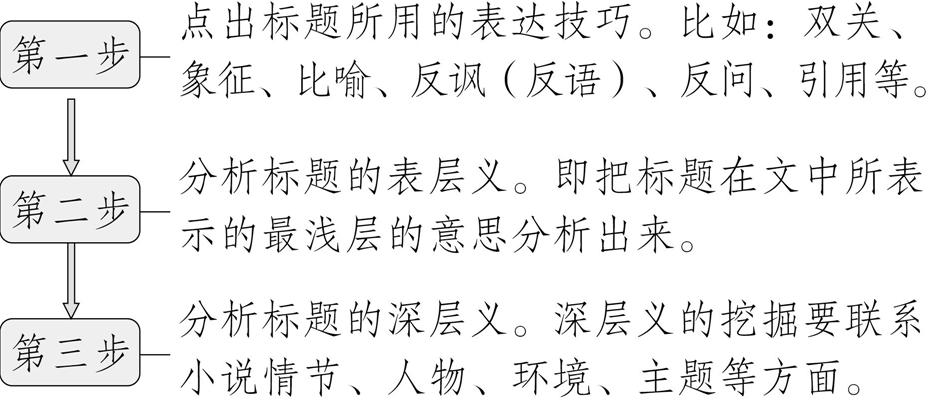 第一步
点出标题所用的表达技巧。比如：双关、
象征、比喻、反讽（反语）、反问、引用等。
第二步
分析标题的表层义。即把标题在文中所表
示的最浅层的意思分析出来。
第三步
分析标题的深层义。深层义的挖掘要联系
小说情节、人物、环境、主题等方面。